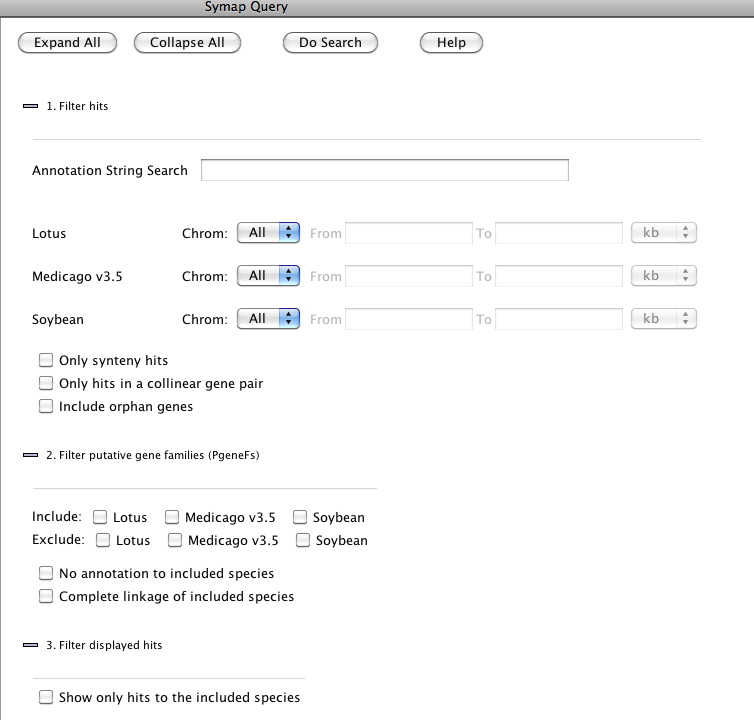 Symap Query
Expand All Collapse All Do Search Help
1. Filter hits
Annotation String Search
Lotus Chrom: All From To kb
Medicago v3.5 Chrom: All From To kb
Soybean Chrom: All From To kb
Only synteny hits
Only hits in a collinear gene pair
Include orphan genes
2. Filter putative gene families (PgeneFs)
Include: Lotus Medicago v3.5 Soybean
Exclude: Lotus Medicago v3.5 Soybean
No annotation to included species
Complete linkage of included species
3. Filter displayed hits
Show only hits to the included species